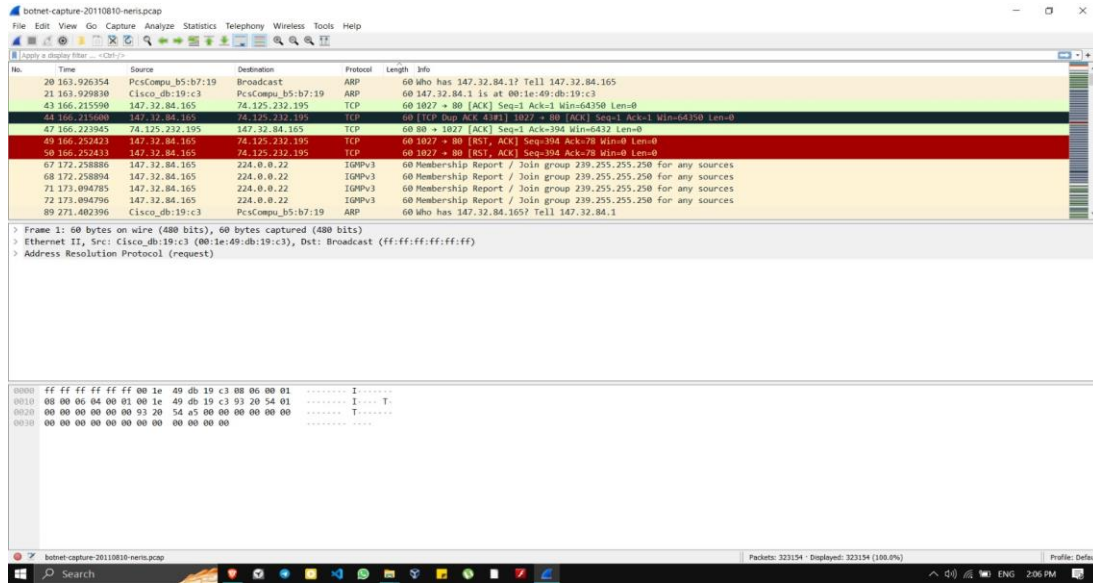 botnet-capture-20110810-neris.pcap
File Edit View Go Capture Analyze Statistics Telephony Wireless Tools Help
Apply a display filter ... <Ctrl-/>
No. Time Source Destination Protocol Length Info
20 163.926354 PcsCompu_b5:b7:19 Broadcast ARP 60 Who has 147.32.84.1? Tell 147.32.84.165
21 163.929830 Cisco_db:19:c3 PcsCompu_b5:b7:19 ARP 60 147.32.84.1 is at 00:1e:49:db:19:c3
43 166.215590 147.32.84.165 74.125.232.195 TCP 60 1027 → 80 [ACK] Seq=1 Ack=1 Win=64350 Len=0
44 166.215600 147.32.84.165 74.125.232.195 TCP 60 [TCP Dup ACK 43#1] 1027 → 80 [ACK] Seq=1 Ack=1 Win=64350 Len=0
47 166.223945 74.125.232.195 147.32.84.165 TCP 60 80 → 1027 [ACK] Seq=1 Ack=394 Win=6432 Len=0
49 166.252423 147.32.84.165 74.125.232.195 TCP 60 1027 → 80 [RST, ACK] Seq=394 Ack=78 Win=0 Len=0
50 166.252433 147.32.84.165 74.125.232.195 TCP 60 1027 → 80 [RST, ACK] Seq=394 Ack=78 Win=0 Len=0
67 172.258886 147.32.84.165 224.0.0.22 IGMPv3 60 Membership Report / Join group 239.255.255.250 for any sources
68 172.258894 147.32.84.165 224.0.0.22 IGMPv3 60 Membership Report / Join group 239.255.255.250 for any sources
71 173.094785 147.32.84.165 224.0.0.22 IGMPv3 60 Membership Report / Join group 239.255.255.250 for any sources
72 173.094796 147.32.84.165 224.0.0.22 IGMPv3 60 Membership Report / Join group 239.255.255.250 for any sources
89 271.402396 Cisco_db:19:c3 PcsCompu_b5:b7:19 ARP 60 Who has 147.32.84.165? Tell 147.32.84.1
> Frame 1: 60 bytes on wire (480 bits), 60 bytes captured (480 bits)
> Ethernet II, Src: Cisco_db:19:c3 (00:1e:49:db:19:c3), Dst: Broadcast (ff:ff:ff:ff:ff:ff)
> Address Resolution Protocol (request)
0000 ff ff ff ff ff ff 00 1e 49 db 19 c3 08 06 00 01 ········ I·······
0010 08 00 06 04 00 01 00 1e 49 db 19 c3 93 20 54 01 ········ I···· T·
0020 00 00 00 00 00 00 93 20 54 a5 00 00 00 00 00 00 ······· T·······
0030 00 00 00 00 00 00 00 00 00 00 00 00 ········ ····
botnet-capture-20110810-neris.pcap Packets: 323154 · Displayed: 323154 (100.0%) Profile: Defau
Search ENG 2:06 PM